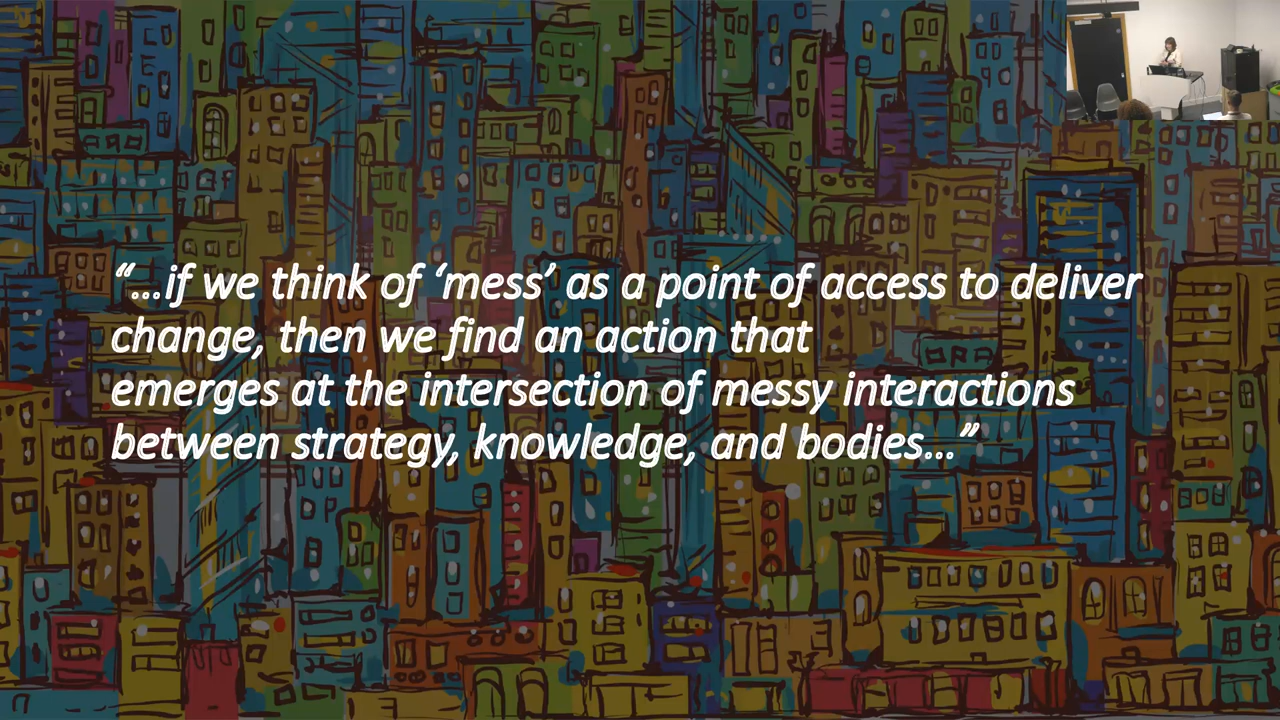 “…if we think of ‘mess’ as a point of access to deliver
change, then we find an action that
emerges at the intersection of messy interactions
between strategy, knowledge, and bodies…”